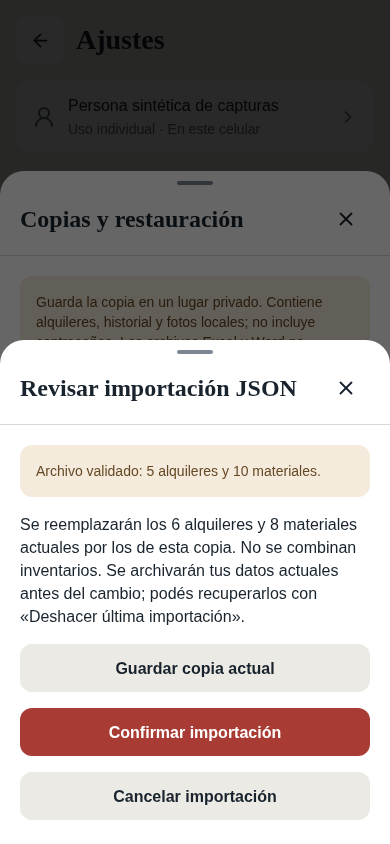 Ajustes
Persona sintética de capturas
Uso individual · En este celular
Copias y restauración
Guarda la copia en un lugar privado. Contiene
alquileres, historial y fotos locales; no incluye
Revisar importación JSON
Archivo validado: 5 alquileres y 10 materiales.
Se reemplazarán los 6 alquileres y 8 materiales
actuales por los de esta copia. No se combinan
inventarios. Se archivarán tus datos actuales
antes del cambio; podés recuperarlos con
«Deshacer última importación».
Guardar copia actual
Confirmar importación
Cancelar importación